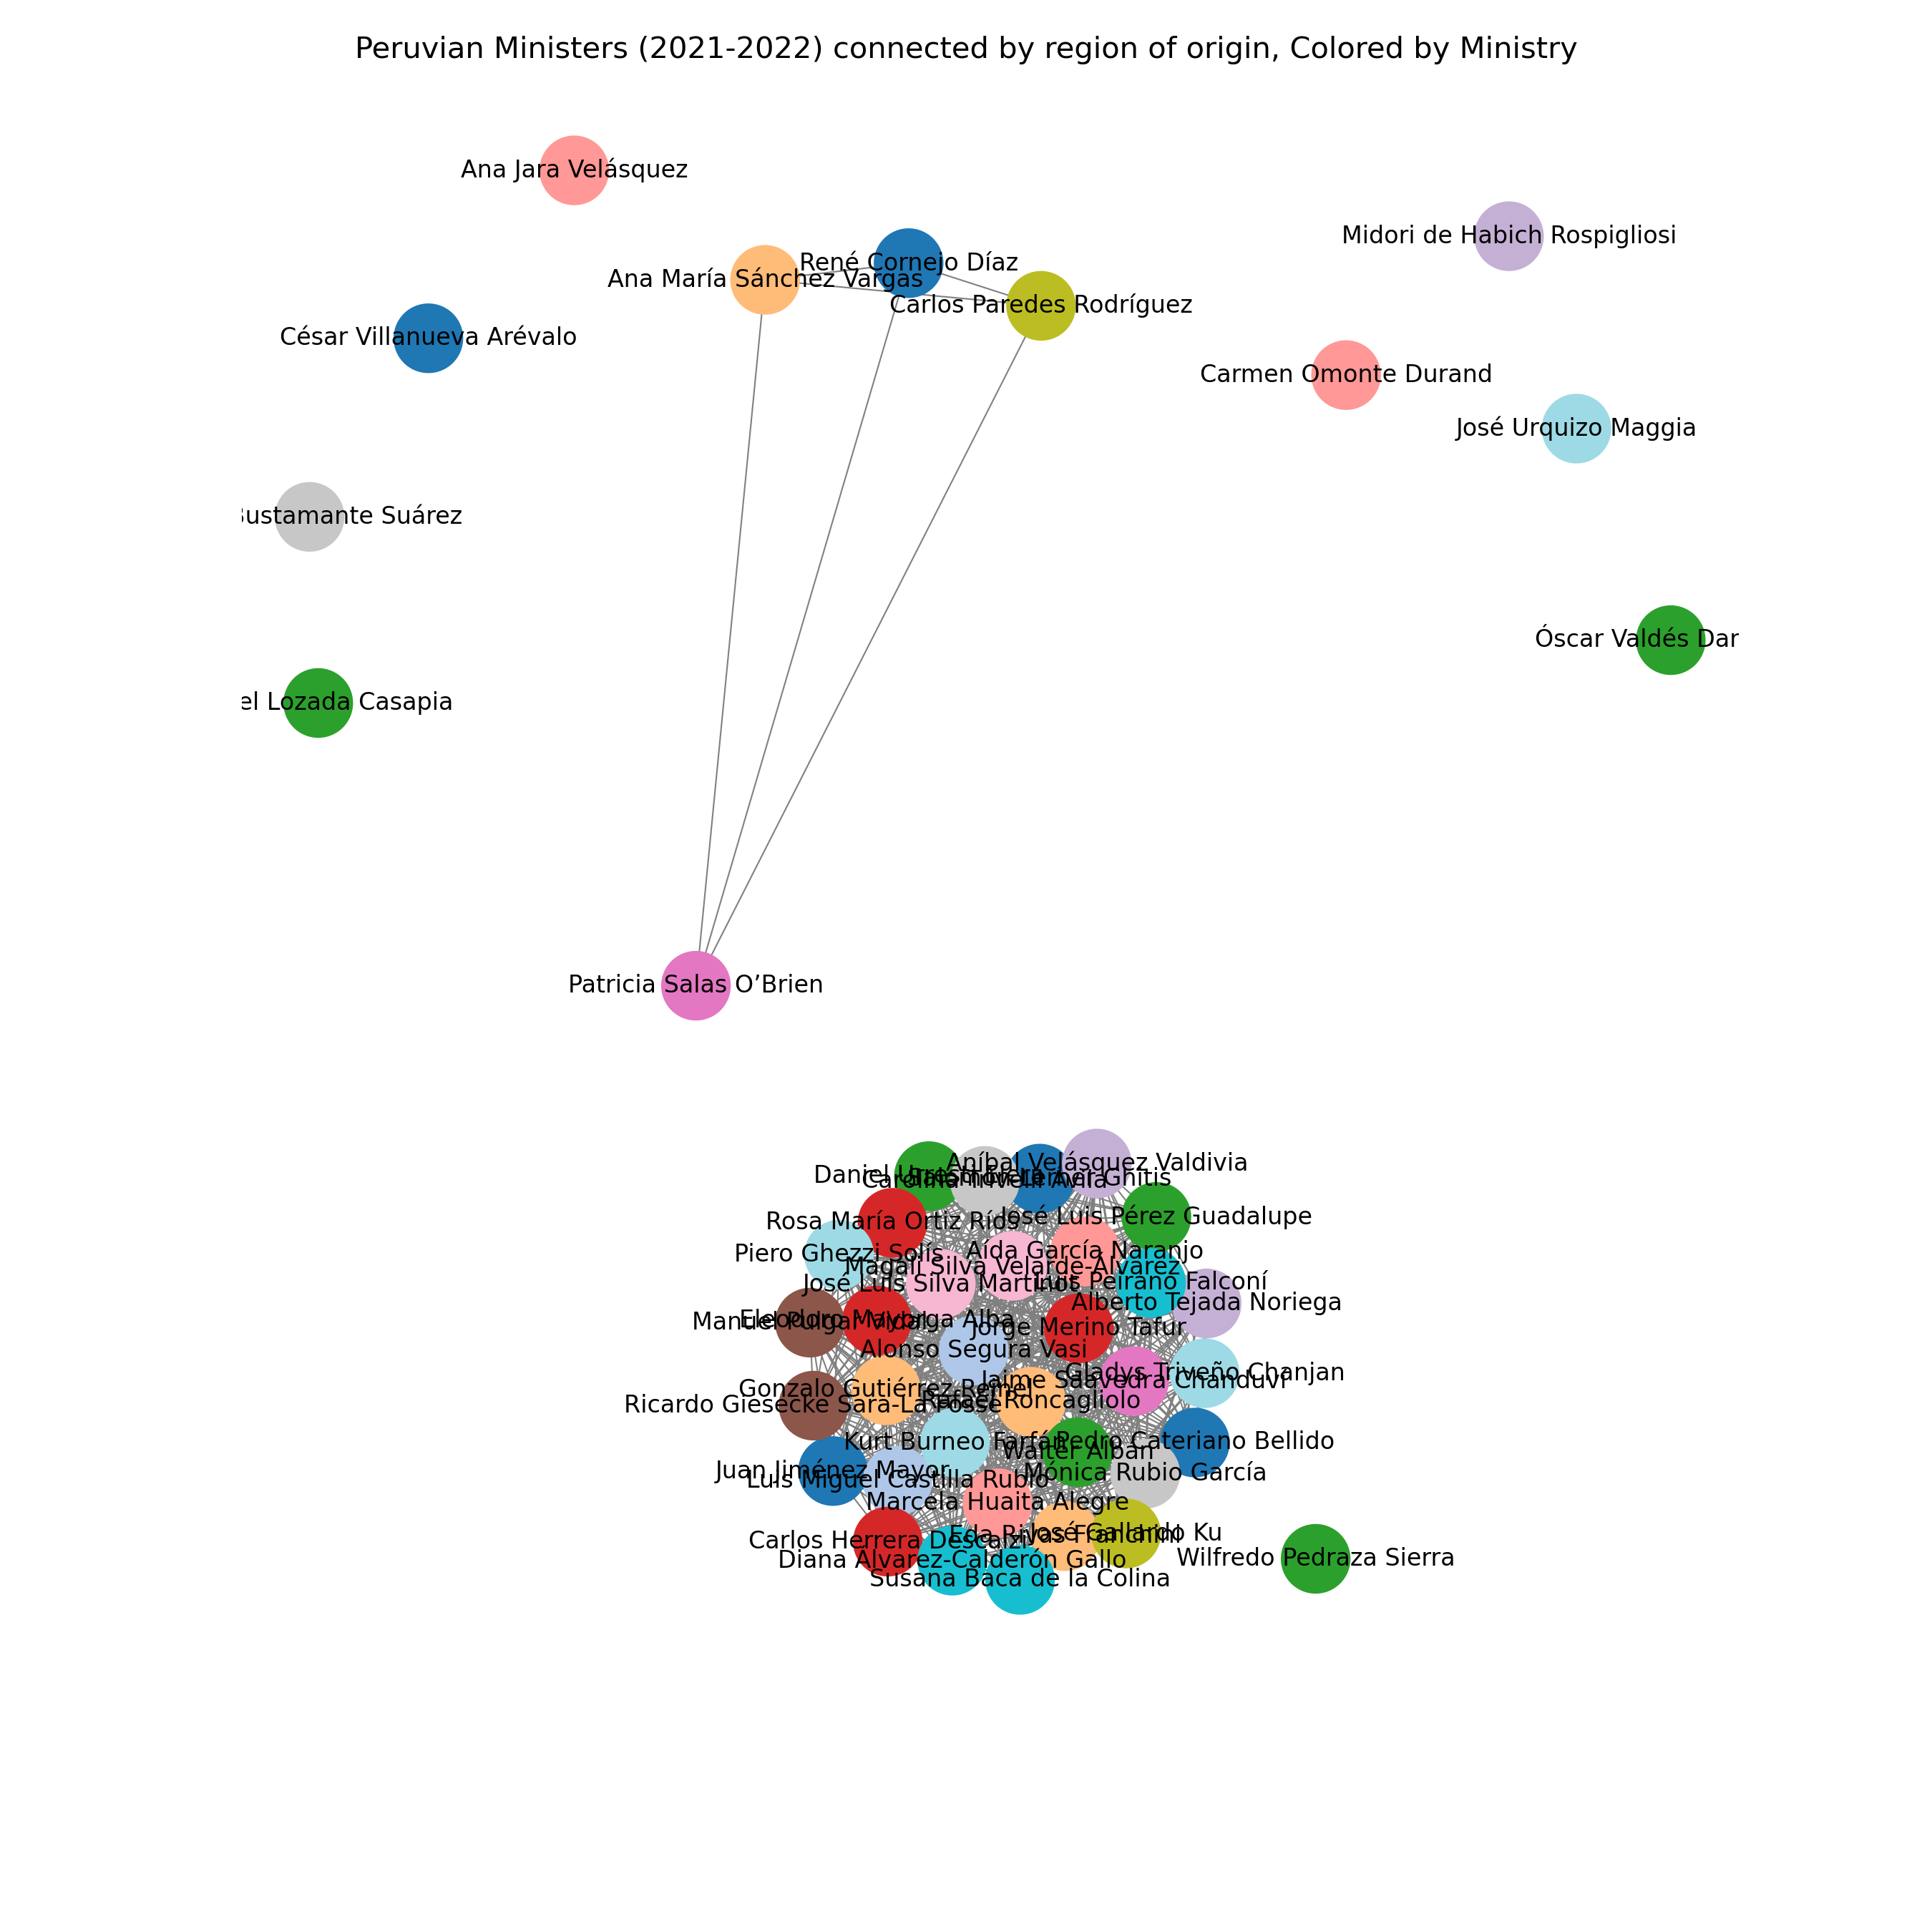 Peruvian Ministers (2021-2022) connected by region of origin, Colored by Ministry
Ana Jara Velásquez
Midori de Habich Rospigliosi
René Cornejo Díaz
Ana María Sánchez Vargas
Carlos Paredes Rodríguez
César Villanueva Arévalo
Carmen Omonte Durand
José Urquizo Maggia
Bustamante Suárez
Óscar Valdés Dar
el Lozada Casapia
Patricia Salas O’Brien
Aníbal Velásquez Valdivia
Daniel Urresti Elera
Salomón Lerner Ghitis
Carolina Trivelli Ávila
José Luis Pérez Guadalupe
Rosa María Ortiz Ríos
Aída García Naranjo
Piero Ghezzi Solís
Magali Silva Velarde-Álvarez
Luis Peirano Falconí
José Luis Silva Martinot
Alberto Tejada Noriega
Eleodoro Mayorga Alba
Manuel Pulgar Vidal
Jorge Merino Tafur
Alonso Segura Vasi
Gladys Triveño Chanjan
Jaime Saavedra Chanduví
Gonzalo Gutiérrez Reinel
Rafael Roncagliolo
Ricardo Giesecke Sara-La Fosse
Kurt Burneo Farfán
Pedro Cateriano Bellido
Walter Albán
Juan Jiménez Mayor
Mónica Rubio García
Luis Miguel Castilla Rubio
Marcela Huaita Alegre
José Gallardo Ku
Eda Rivas Franchini
Carlos Herrera Descalzi
Wilfredo Pedraza Sierra
Diana Álvarez-Calderón Gallo
Susana Baca de la Colina